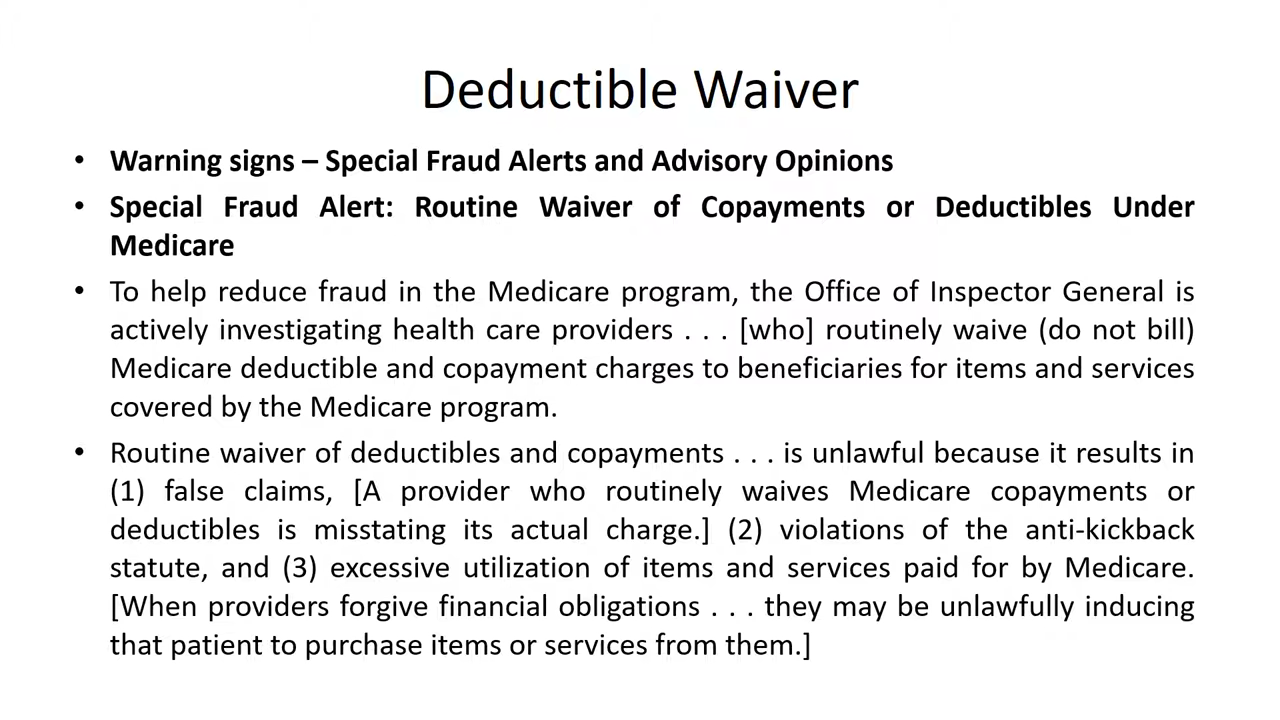 Deductible Waiver
• Warning signs – Special Fraud Alerts and Advisory Opinions
• Special Fraud Alert: Routine Waiver of Copayments or Deductibles Under
Medicare
• To help reduce fraud in the Medicare program, the Office of Inspector General is
actively investigating health care providers . . . [who] routinely waive (do not bill)
Medicare deductible and copayment charges to beneficiaries for items and services
covered by the Medicare program.
• Routine waiver of deductibles and copayments . . . is unlawful because it results in
(1) false claims, [A provider who routinely waives Medicare copayments or
deductibles is misstating its actual charge.] (2) violations of the anti-kickback
statute, and (3) excessive utilization of items and services paid for by Medicare.
[When providers forgive financial obligations . . . they may be unlawfully inducing
that patient to purchase items or services from them.]